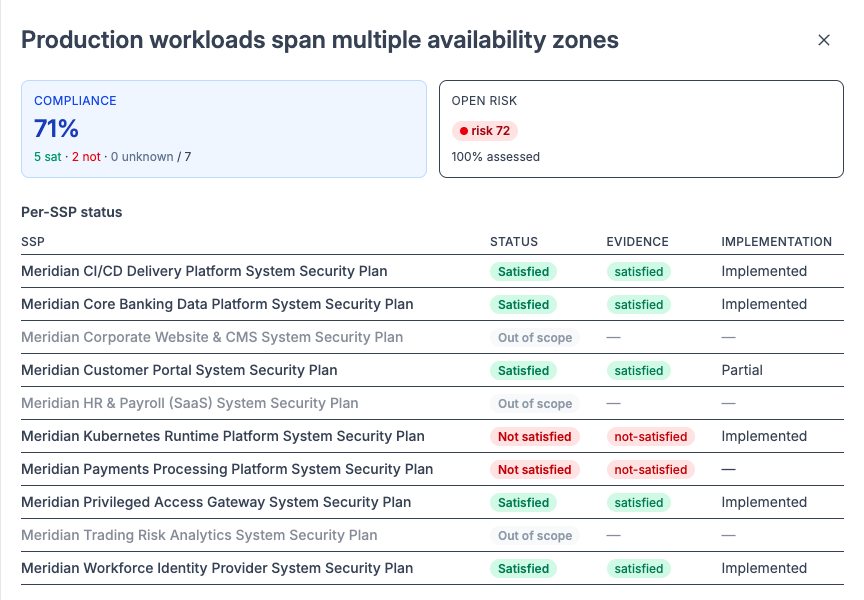 Production workloads span multiple availability zones
COMPLIANCE
71%
5 sat · 2 not · 0 unknown / 7
OPEN RISK
risk 72
100% assessed
Per-SSP status
SSP STATUS EVIDENCE IMPLEMENTATION
Meridian CI/CD Delivery Platform System Security Plan Satisfied satisfied Implemented
Meridian Core Banking Data Platform System Security Plan Satisfied satisfied Implemented
Meridian Corporate Website & CMS System Security Plan Out of scope — —
Meridian Customer Portal System Security Plan Satisfied satisfied Partial
Meridian HR & Payroll (SaaS) System Security Plan Out of scope — —
Meridian Kubernetes Runtime Platform System Security Plan Not satisfied not-satisfied Implemented
Meridian Payments Processing Platform System Security Plan Not satisfied not-satisfied —
Meridian Privileged Access Gateway System Security Plan Satisfied satisfied Implemented
Meridian Trading Risk Analytics System Security Plan Out of scope — —
Meridian Workforce Identity Provider System Security Plan Satisfied satisfied Implemented